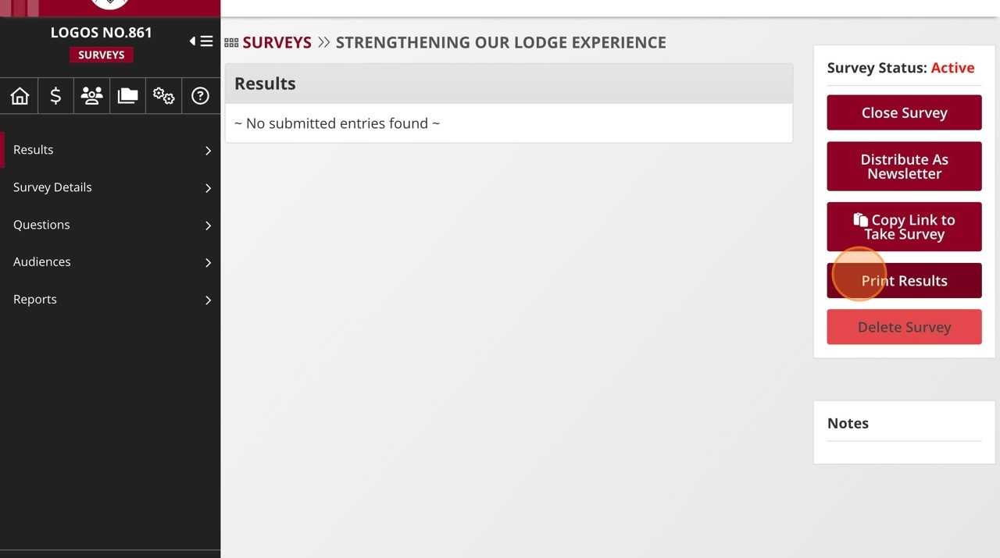 LOGOS NO.861
SURVEYS
Results
Survey Details
Questions
Audiences
Reports
SURVEYS >> STRENGTHENING OUR LODGE EXPERIENCE
Results
~ No submitted entries found ~
Survey Status: Active
Close Survey
Distribute As
Newsletter
Copy Link to
Take Survey
Print Results
Delete Survey
Notes